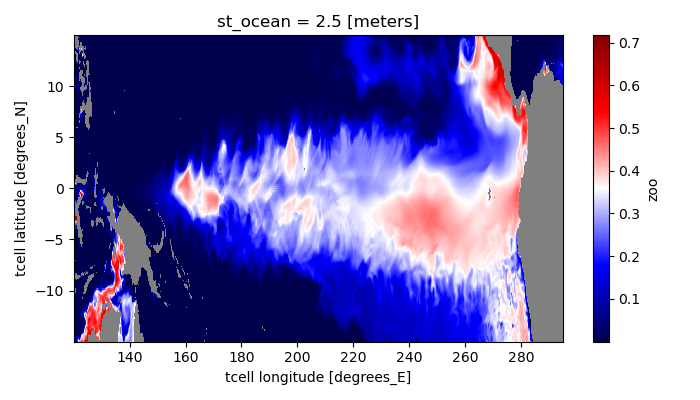 st_ocean = 2.5 [meters]
10
5
0
−5
−10
tcell latitude [degrees_N]
140 160 180 200 220 240 260 280
tcell longitude [degrees_E]
0.7
0.6
0.5
0.4
0.3
0.2
0.1
zoo